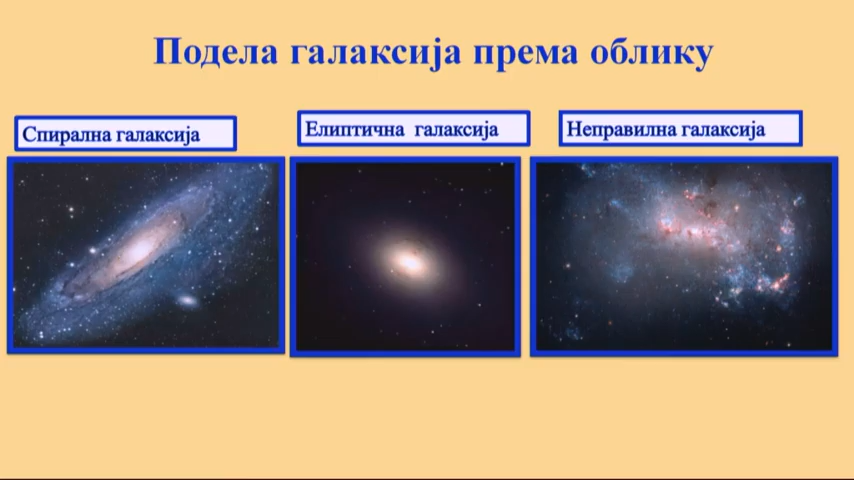 Подела галаксија према облику
Спирална галаксија
Елиптична галаксија
Неправилна галаксија